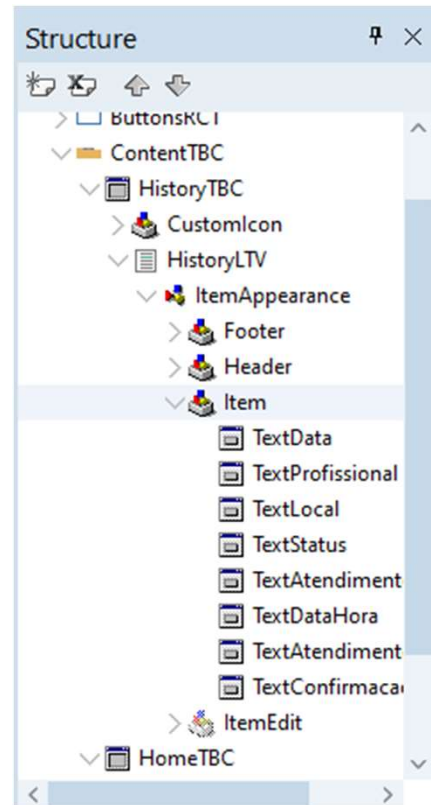 Structure
ButtonsRCT
ContentTBC
HistoryTBC
CustomIcon
HistoryLTV
ItemAppearance
Footer
Header
Item
TextData
TextProfissional
TextLocal
TextStatus
TextAtendiment
TextDataHora
TextAtendiment
TextConfirmaca
ItemEdit
HomeTBC